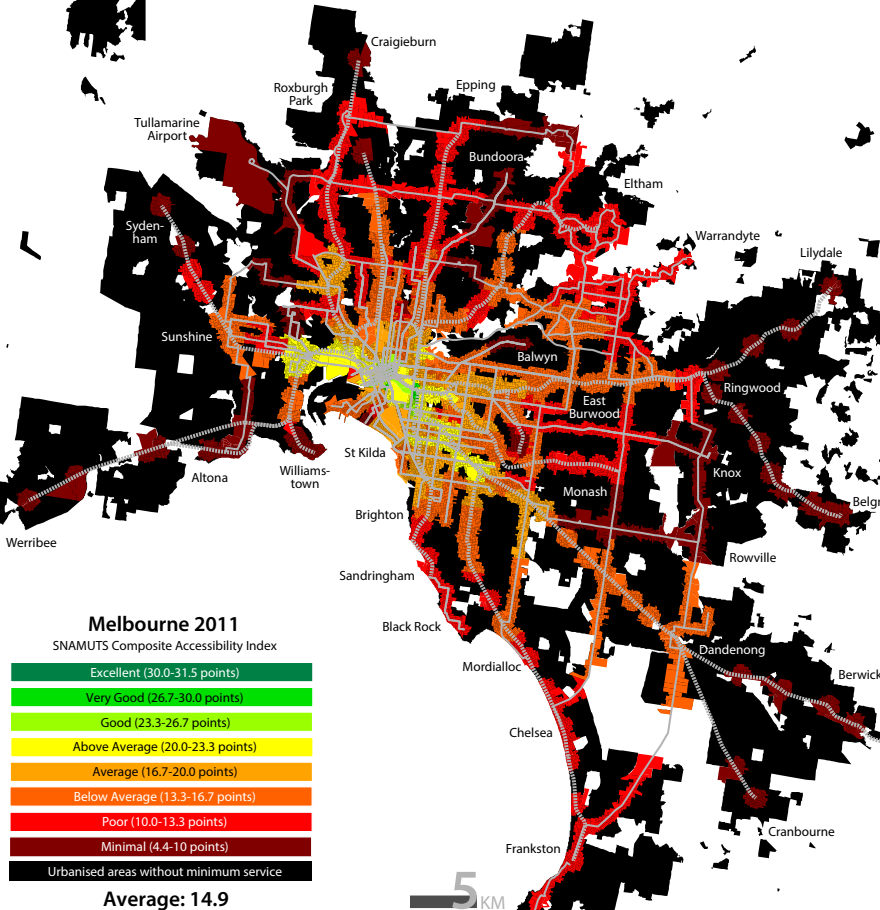 Craigieburn
Roxburgh
Park
Epping
Tullamarine
Airport
Bundoora
Eltham
Syden-
ham
Warrandyte
Lilydale
Sunshine
Balwyn
Ringwood
East
Burwood
St Kilda
Altona
Williams-
town
Knox
Monash
Belgr
Brighton
Werribee
Rowville
Sandringham
Black Rock
Dandenong
Mordialloc
Berwick
Chelsea
Cranbourne
Frankston
Melbourne 2011
SNAMUTS Composite Accessibility Index
Excellent (30.0-31.5 points)
Very Good (26.7-30.0 points)
Good (23.3-26.7 points)
Above Average (20.0-23.3 points)
Average (16.7-20.0 points)
Below Average (13.3-16.7 points)
Poor (10.0-13.3 points)
Minimal (4.4-10 points)
Urbanised areas without minimum service
Average: 14.9
5 KM